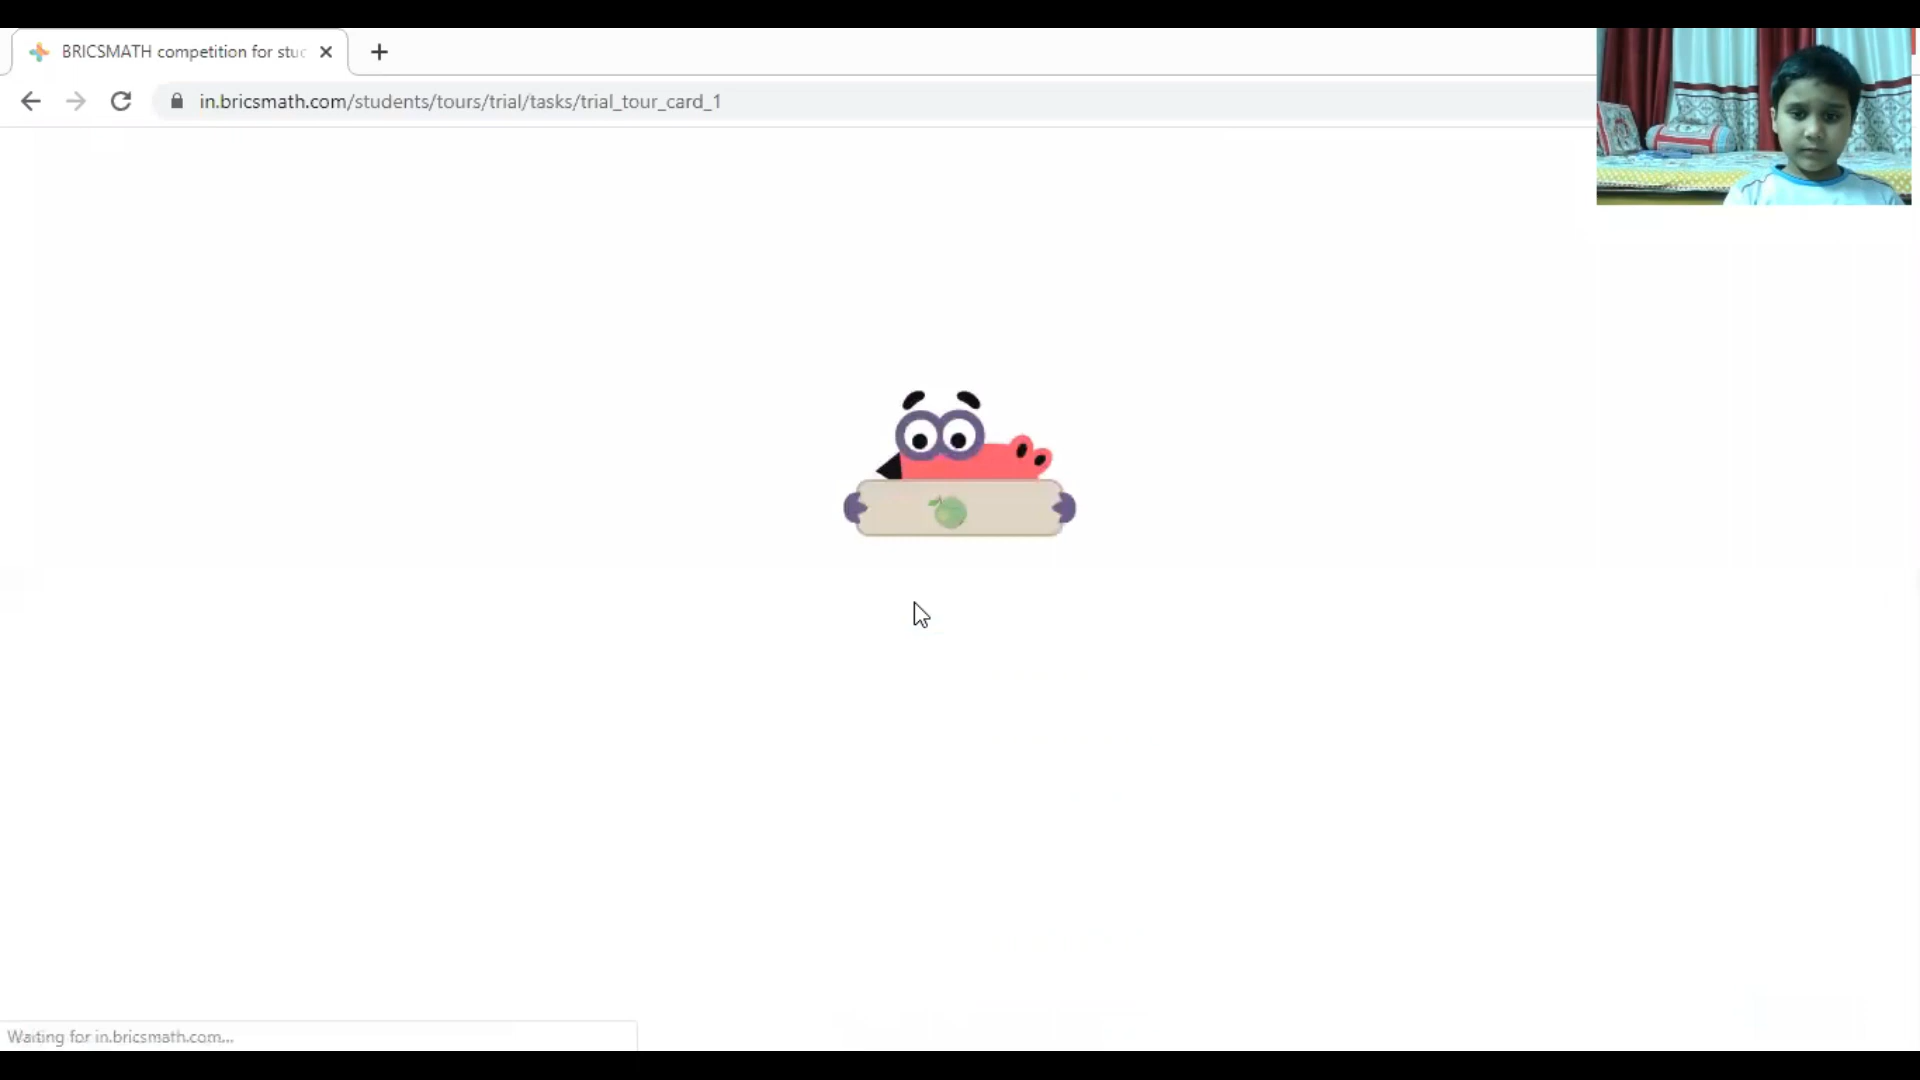 BRICSMATH competition for stuc
in.bricsmath.com/students/tours/trial/tasks/trial_tour_card_1
Waiting for in.bricsmath.com...